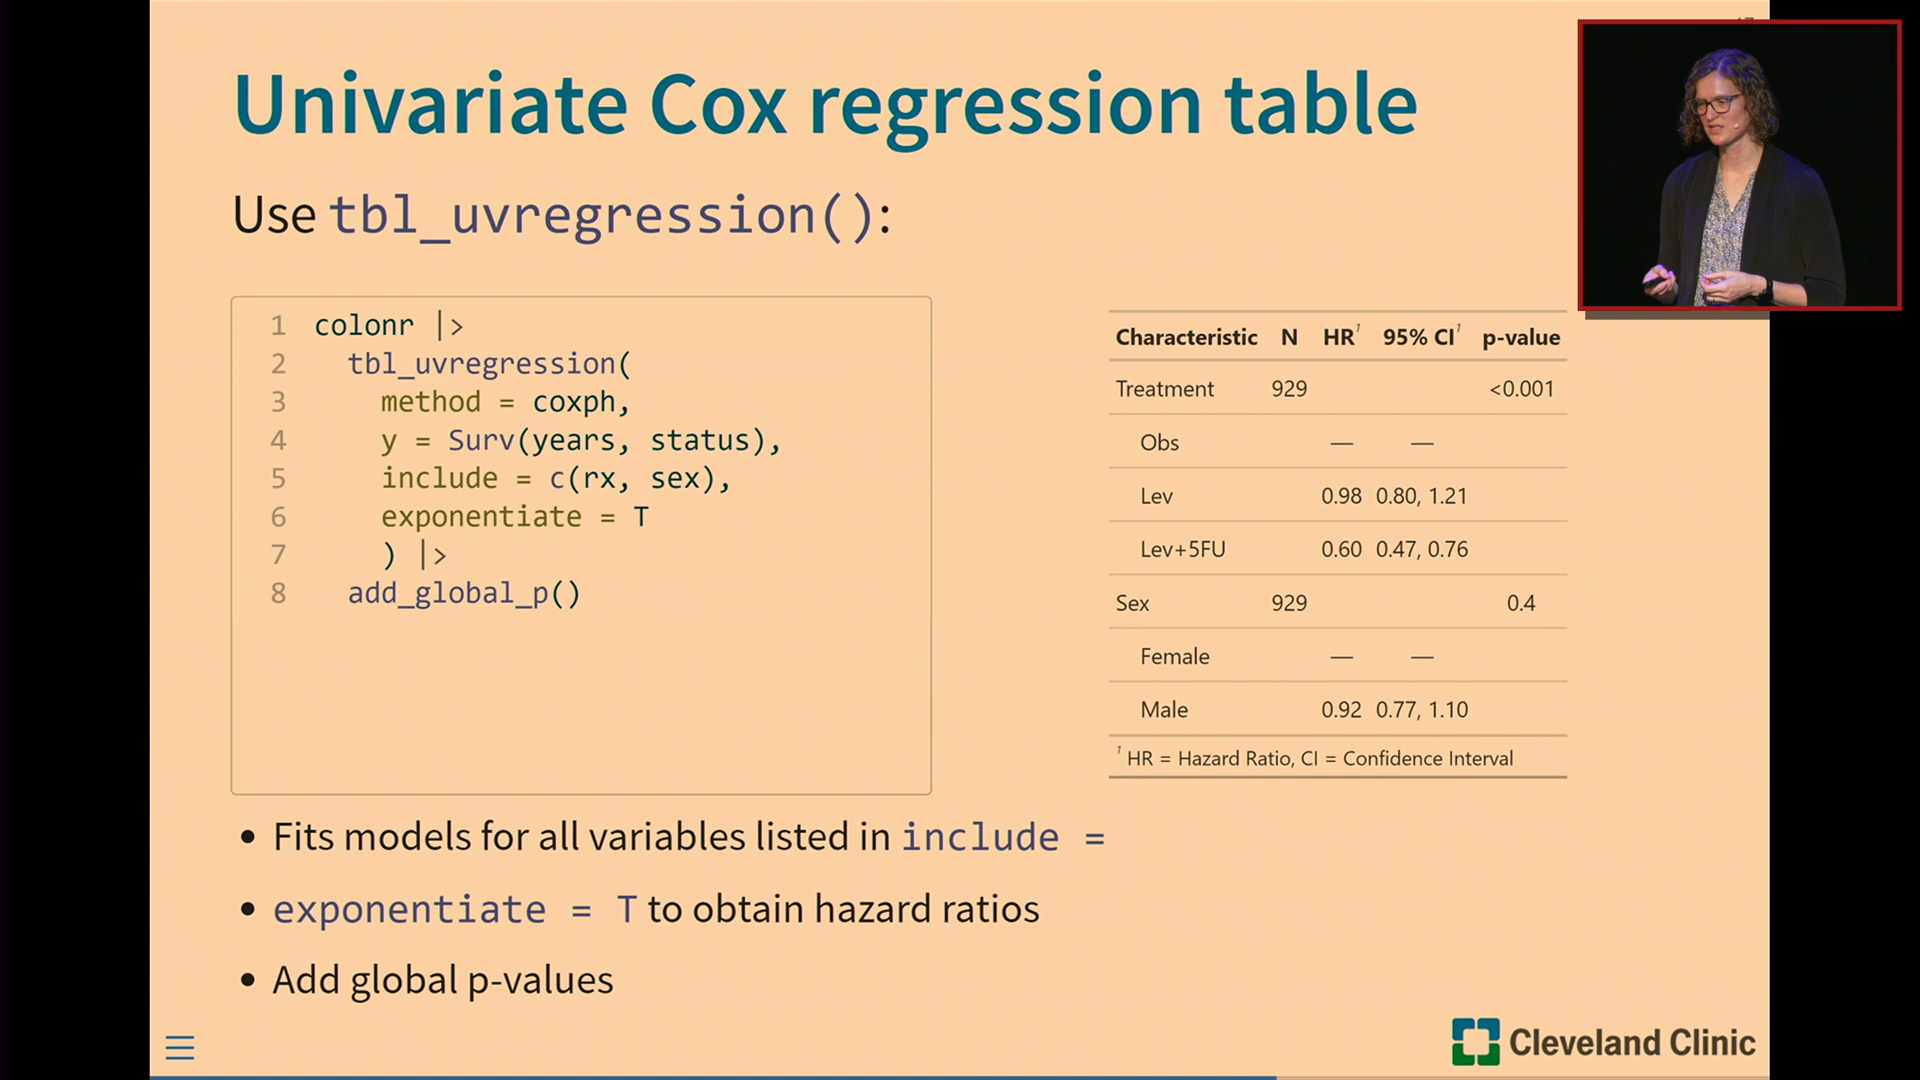 Univariate Cox regression table
Use tbl_uvregression():
1 colonr |>
2 tbl_uvregression(
3 method = coxph,
4 y = Surv(years, status),
5 include = c(rx, sex),
6 exponentiate = T
7 ) |>
8 add_global_p()
Characteristic N HR¹ 95% CI¹ p-value
Treatment 929 <0.001
Obs — —
Lev 0.98 0.80, 1.21
Lev+5FU 0.60 0.47, 0.76
Sex 929 0.4
Female — —
Male 0.92 0.77, 1.10
¹ HR = Hazard Ratio, CI = Confidence Interval
• Fits models for all variables listed in include =
• exponentiate = T to obtain hazard ratios
• Add global p-values
Cleveland Clinic